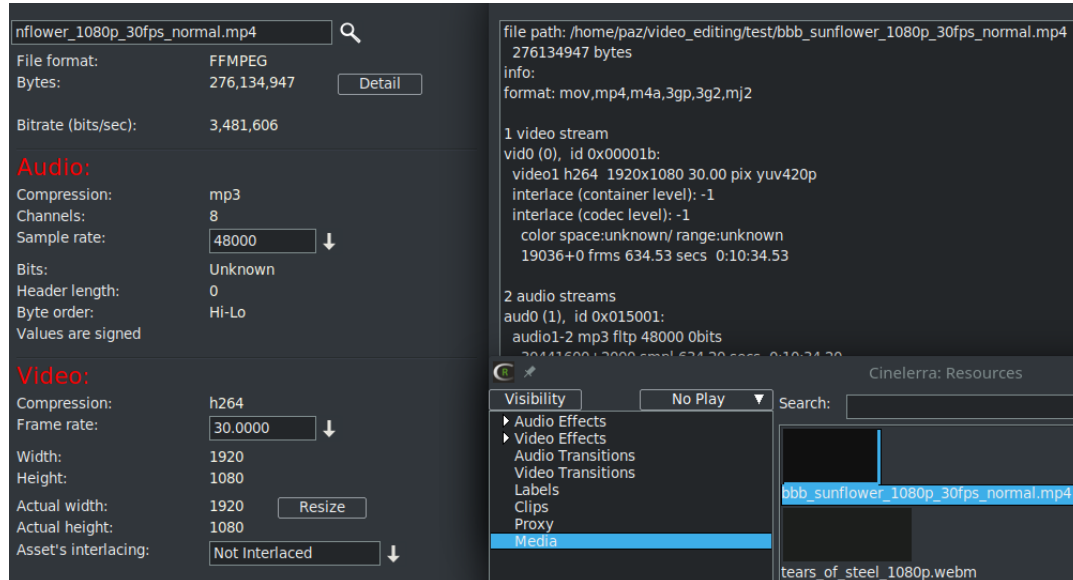 nflower_1080p_30fps_normal.mp4
File format: FFMPEG
Bytes: 276,134,947 Detail
Bitrate (bits/sec): 3,481,606
Audio:
Compression: mp3
Channels: 8
Sample rate: 48000
Bits: Unknown
Header length: 0
Byte order: Hi-Lo
Values are signed
Video:
Compression: h264
Frame rate: 30.0000
Width: 1920
Height: 1080
Actual width: 1920 Resize
Actual height: 1080
Asset's interlacing: Not Interlaced
file path: /home/paz/video_editing/test/bbb_sunflower_1080p_30fps_normal.mp4
276134947 bytes
info:
format: mov,mp4,m4a,3gp,3g2,mj2
1 video stream
vid0 (0), id 0x00001b:
video1 h264 1920x1080 30.00 pix yuv420p
interlace (container level): -1
interlace (codec level): -1
color space:unknown/ range:unknown
19036+0 frms 634.53 secs 0:10:34.53
2 audio streams
aud0 (1), id 0x015001:
audio1-2 mp3 fltp 48000 0bits
Cinelerra: Resources
Visibility No Play Search:
Audio Effects
Video Effects
Audio Transitions
Video Transitions
Labels
Clips
Proxy
Media
bbb_sunflower_1080p_30fps_normal.mp4
tears_of_steel_1080p.webm